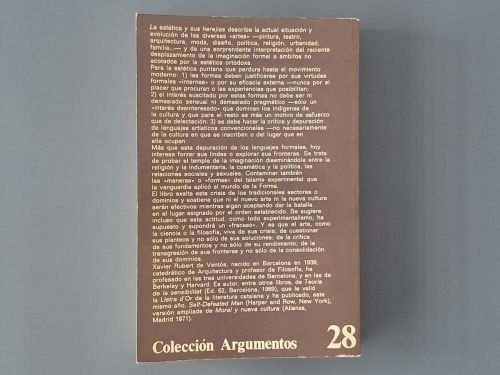 La estética y sus herejías describe la actual situación y
evolución de las diversas «artes» —pintura, teatro,
arquitectura, moda, diseño, política, religión, urbanidad,
familia...— y da una sorprendente interpretación del reciente
desplazamiento de la imaginación formal a ámbitos no
acotados por la estética ortodoxa.
Para la estética puritana que perdura hasta el movimiento
moderno: 1) las formas deben justificarse por sus virtudes
formales «internas» o por su eficacia externa —nunca por el
placer que procuran o las experiencias que posibilitan;
2) el interés suscitado por estas formas no debe ser ni
demasiado sensual ni demasiado pragmático —sólo un
«interés desinteresado» que dominan los indígenas de
la cultura y que para el resto es más un motivo de esfuerzo
que de delectación; 3) se debe hacer la crítica y depuración
de lenguajes artísticos convencionales —no necesariamente
de la cultura en que se inscriben o del lugar que en
ella ocupen.
Más que esta depuración de los lenguajes formales, hoy
interesa forzar sus lindes o explorar sus fronteras. Se trata
de probar el temple de la imaginación diseminándola entre la
religión y la indumentaria, la cosmética y la política, las
relaciones sociales y sexuales. Contaminar también
las «maneras» o «formas» del talante experimental que
la vanguardia aplicó al mundo de la Forma.
El libro exalta esta crisis de los tradicionales sectores o
dominios y sostiene que ni el nuevo arte ni la nueva cultura
serán efectivos mientras sigan aceptando dar la batalla
en el lugar asignado por el orden establecido. Se sugiere
incluso que esta actitud, como todo experimentalismo, ha
supuesto y supondrá un «fracaso». Y es que el arte, como
la ciencia o la filosofía, vive de sus crisis; de cuestionar
sus planteos y no sólo de sus soluciones; de la crítica
de sus fundamentos y no sólo de su rendimiento; de la
transgresión de sus fronteras y no sólo de la consolidación
de sus dominios.
Xavier Rubert de Ventós, nacido en Barcelona en 1939,
catedrático de Arquitectura y profesor de Filosofía, ha
profesado en las tres universidades de Barcelona, y en las de
Berkeley y Harvard. Es autor, entre otros libros, de Teoría
de la sensibilitat (Ed. 62, Barcelona, 1969), que le valió
la Lletra d'Or de la literatura catalana y ha publicado, este
mismo año, Self-Defeated Man (Harper and Row, New York),
versión ampliada de Moral y nueva cultura (Alianza,
Madrid 1971).
Colección Argumentos 28